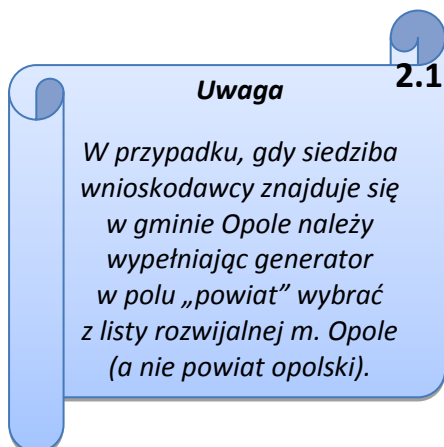 2.1
Uwaga
W przypadku, gdy siedziba
wnioskodawcy znajduje się
w gminie Opole należy
wypełniając generator
w polu „powiat” wybrać
z listy rozwijalnej m. Opole
(a nie powiat opolski).